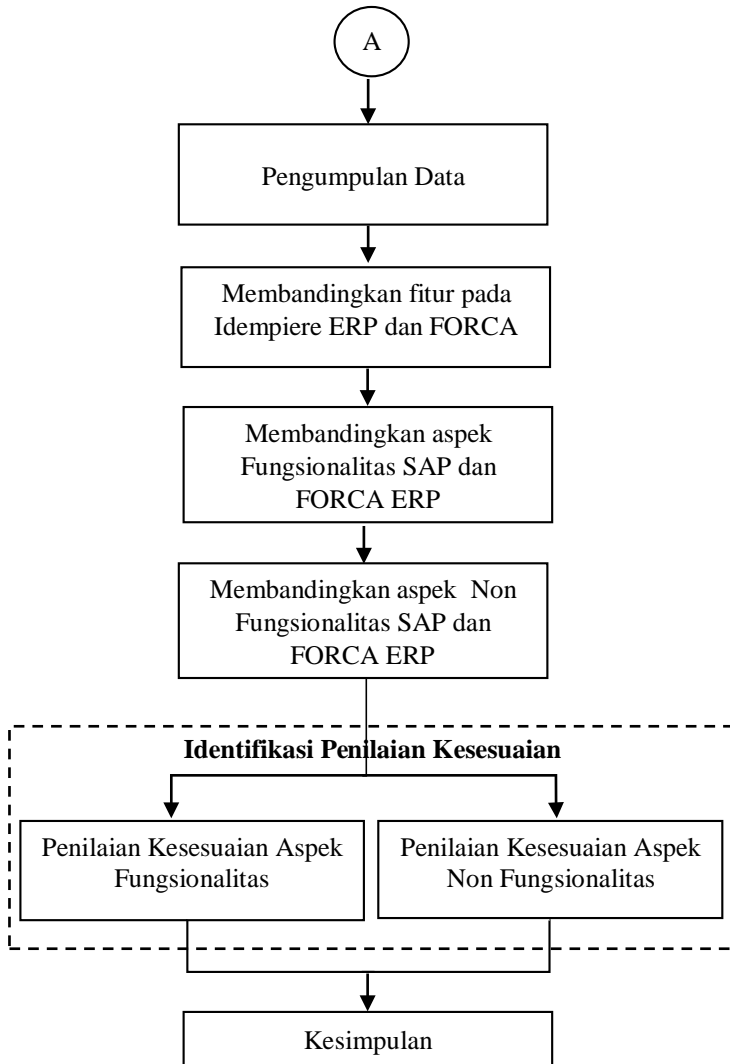 A
Pengumpulan Data
Membandingkan fitur pada
Idempiere ERP dan FORCA
Membandingkan aspek
Fungsionalitas SAP dan
FORCA ERP
Membandingkan aspek Non
Fungsionalitas SAP dan
FORCA ERP
Identifikasi Penilaian Kesesuaian
Penilaian Kesesuaian Aspek
Fungsionalitas
Penilaian Kesesuaian Aspek
Non Fungsionalitas
Kesimpulan